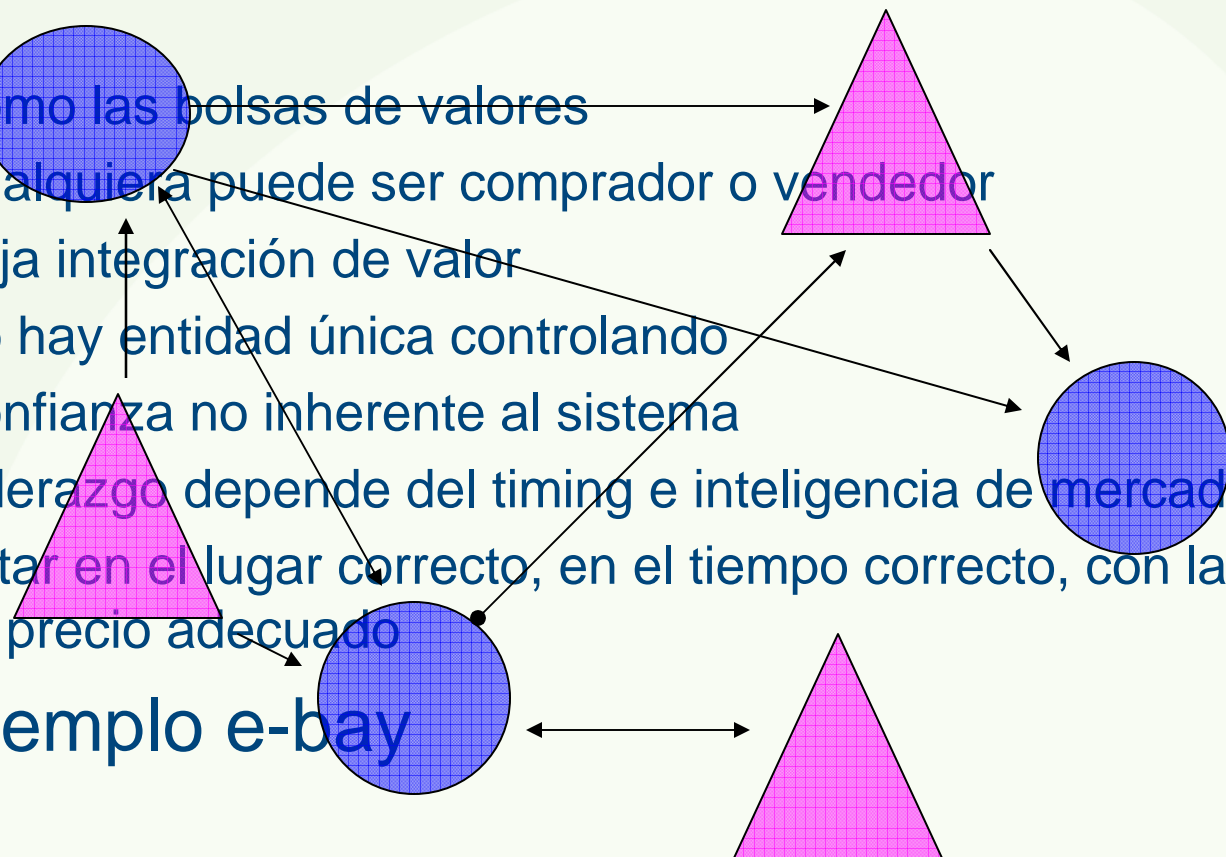 mo las bolsas de valores
alquiera puede ser comprador o vendedor
ja integración de valor
hay entidad única controlando
nfianza no inherente al sistema
derazgo depende del timing e inteligencia de mercad
tar en el lugar correcto, en el tiempo correcto, con la
precio adecuado
emplo e-bay